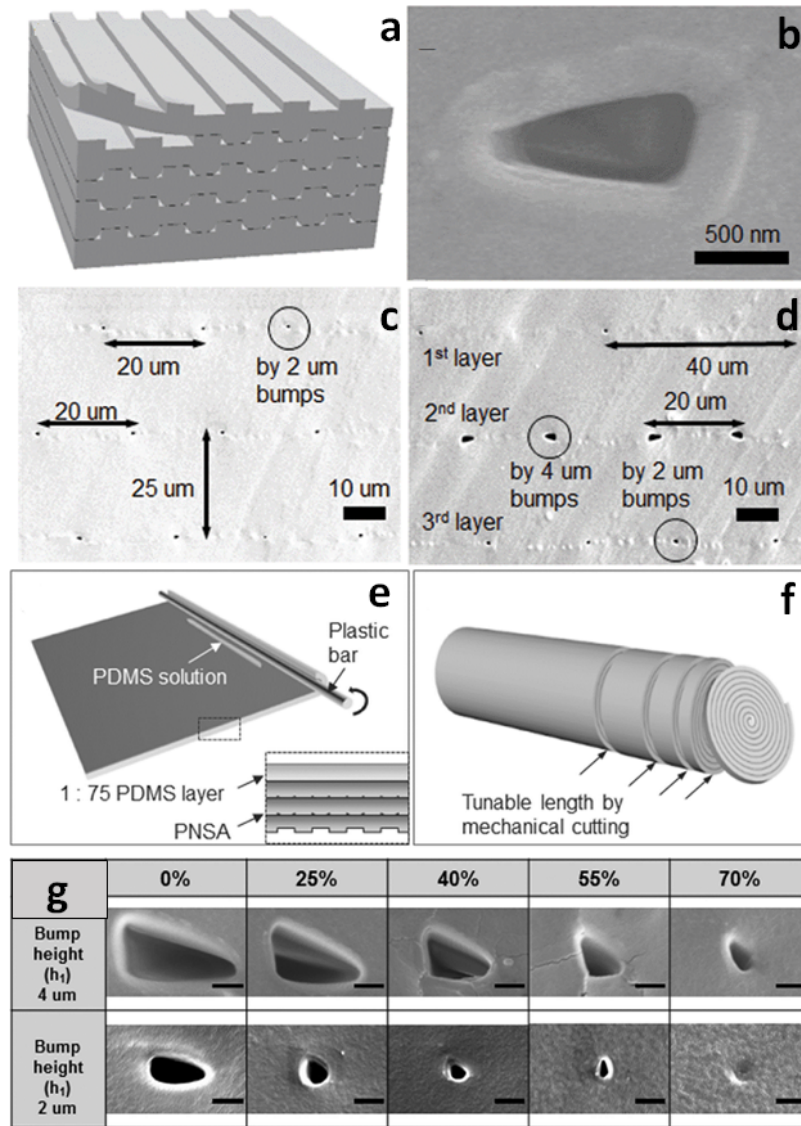 a
b
500 nm
c
20 um
by 2 um
bumps
20 um
25 um
10 um
d
1st layer
40 um
2nd layer
20 um
by 4 um
bumps
by 2 um
bumps
3rd layer
10 um
e
Plastic
bar
PDMS solution
1 : 75 PDMS layer
PNSA
f
Tunable length by
mechanical cutting
g
0%
25%
40%
55%
70%
Bump
height
(h₁)
4 um
Bump
height
(h₁)
2 um